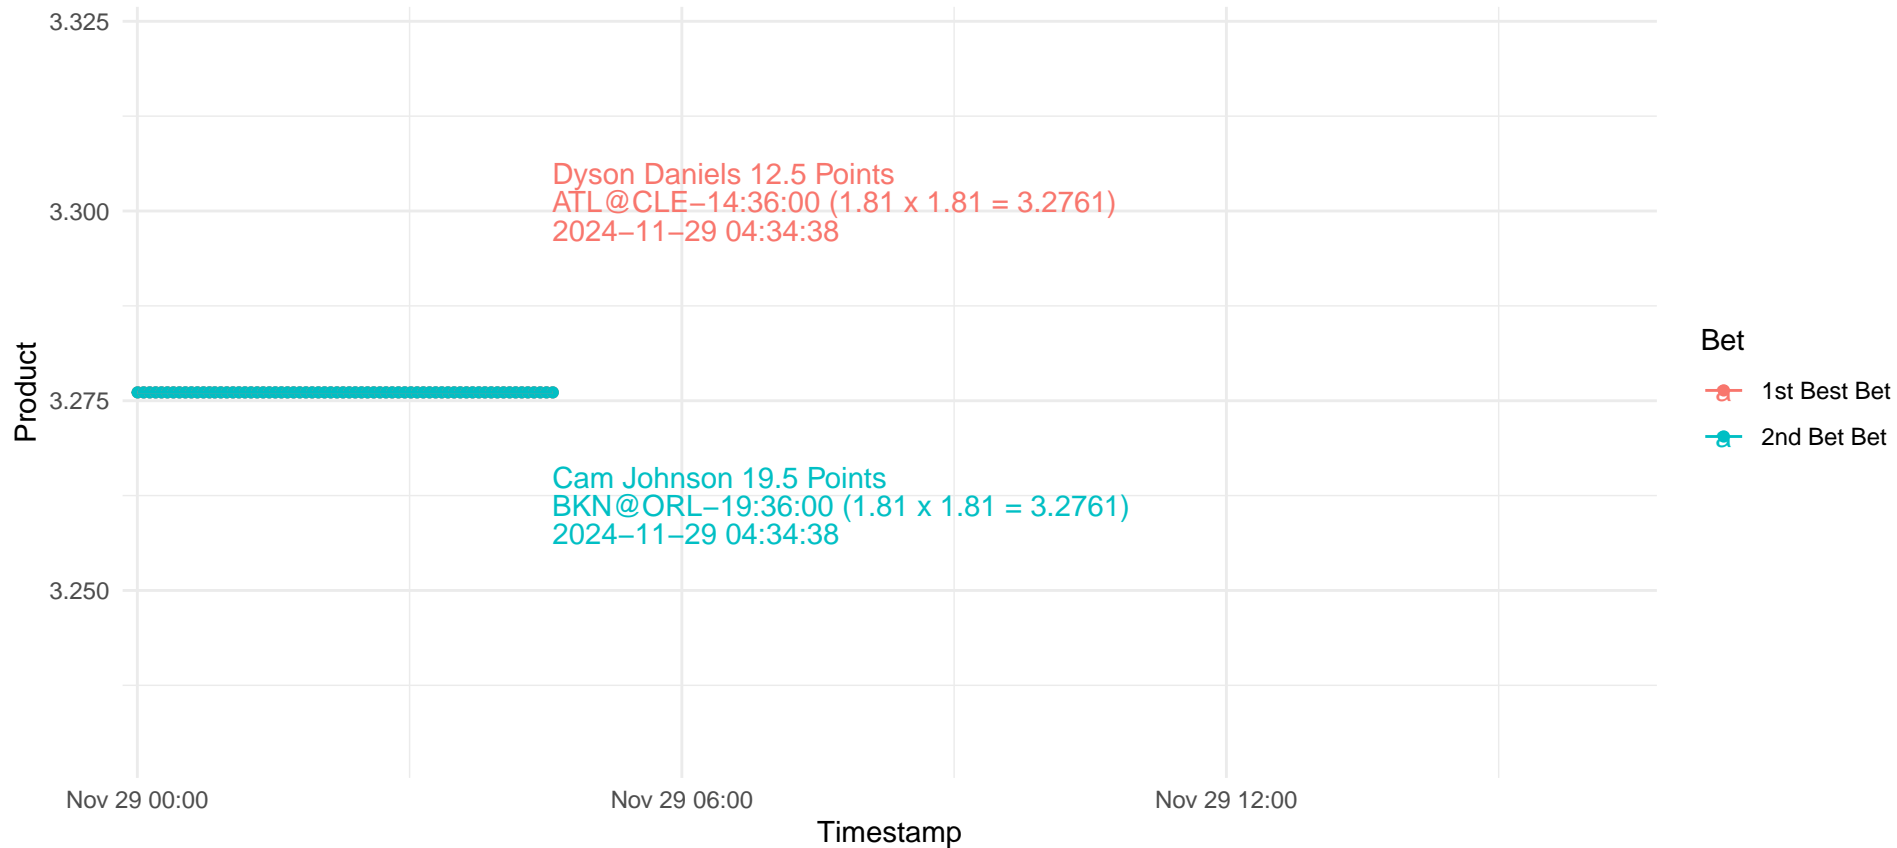 3.325
3.300
3.275
3.250
Product
Dyson Daniels 12.5 Points
ATL@CLE−14:36:00 (1.81 x 1.81 = 3.2761)
2024−11−29 04:34:38
Cam Johnson 19.5 Points
BKN@ORL−19:36:00 (1.81 x 1.81 = 3.2761)
2024−11−29 04:34:38
Nov 29 00:00
Nov 29 06:00
Nov 29 12:00
Timestamp
Bet
a 1st Best Bet
a 2nd Bet Bet